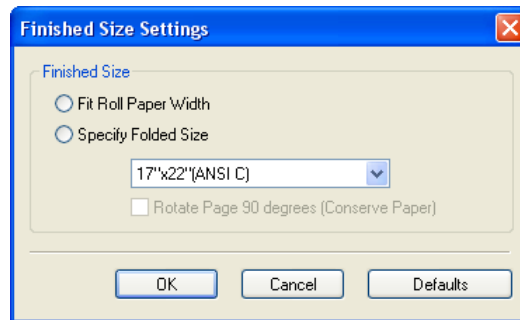 Finished Size Settings
Finished Size
Fit Roll Paper Width
Specify Folded Size
17"x22"(ANSI C)
Rotate Page 90 degrees (Conserve Paper)
OK Cancel Defaults